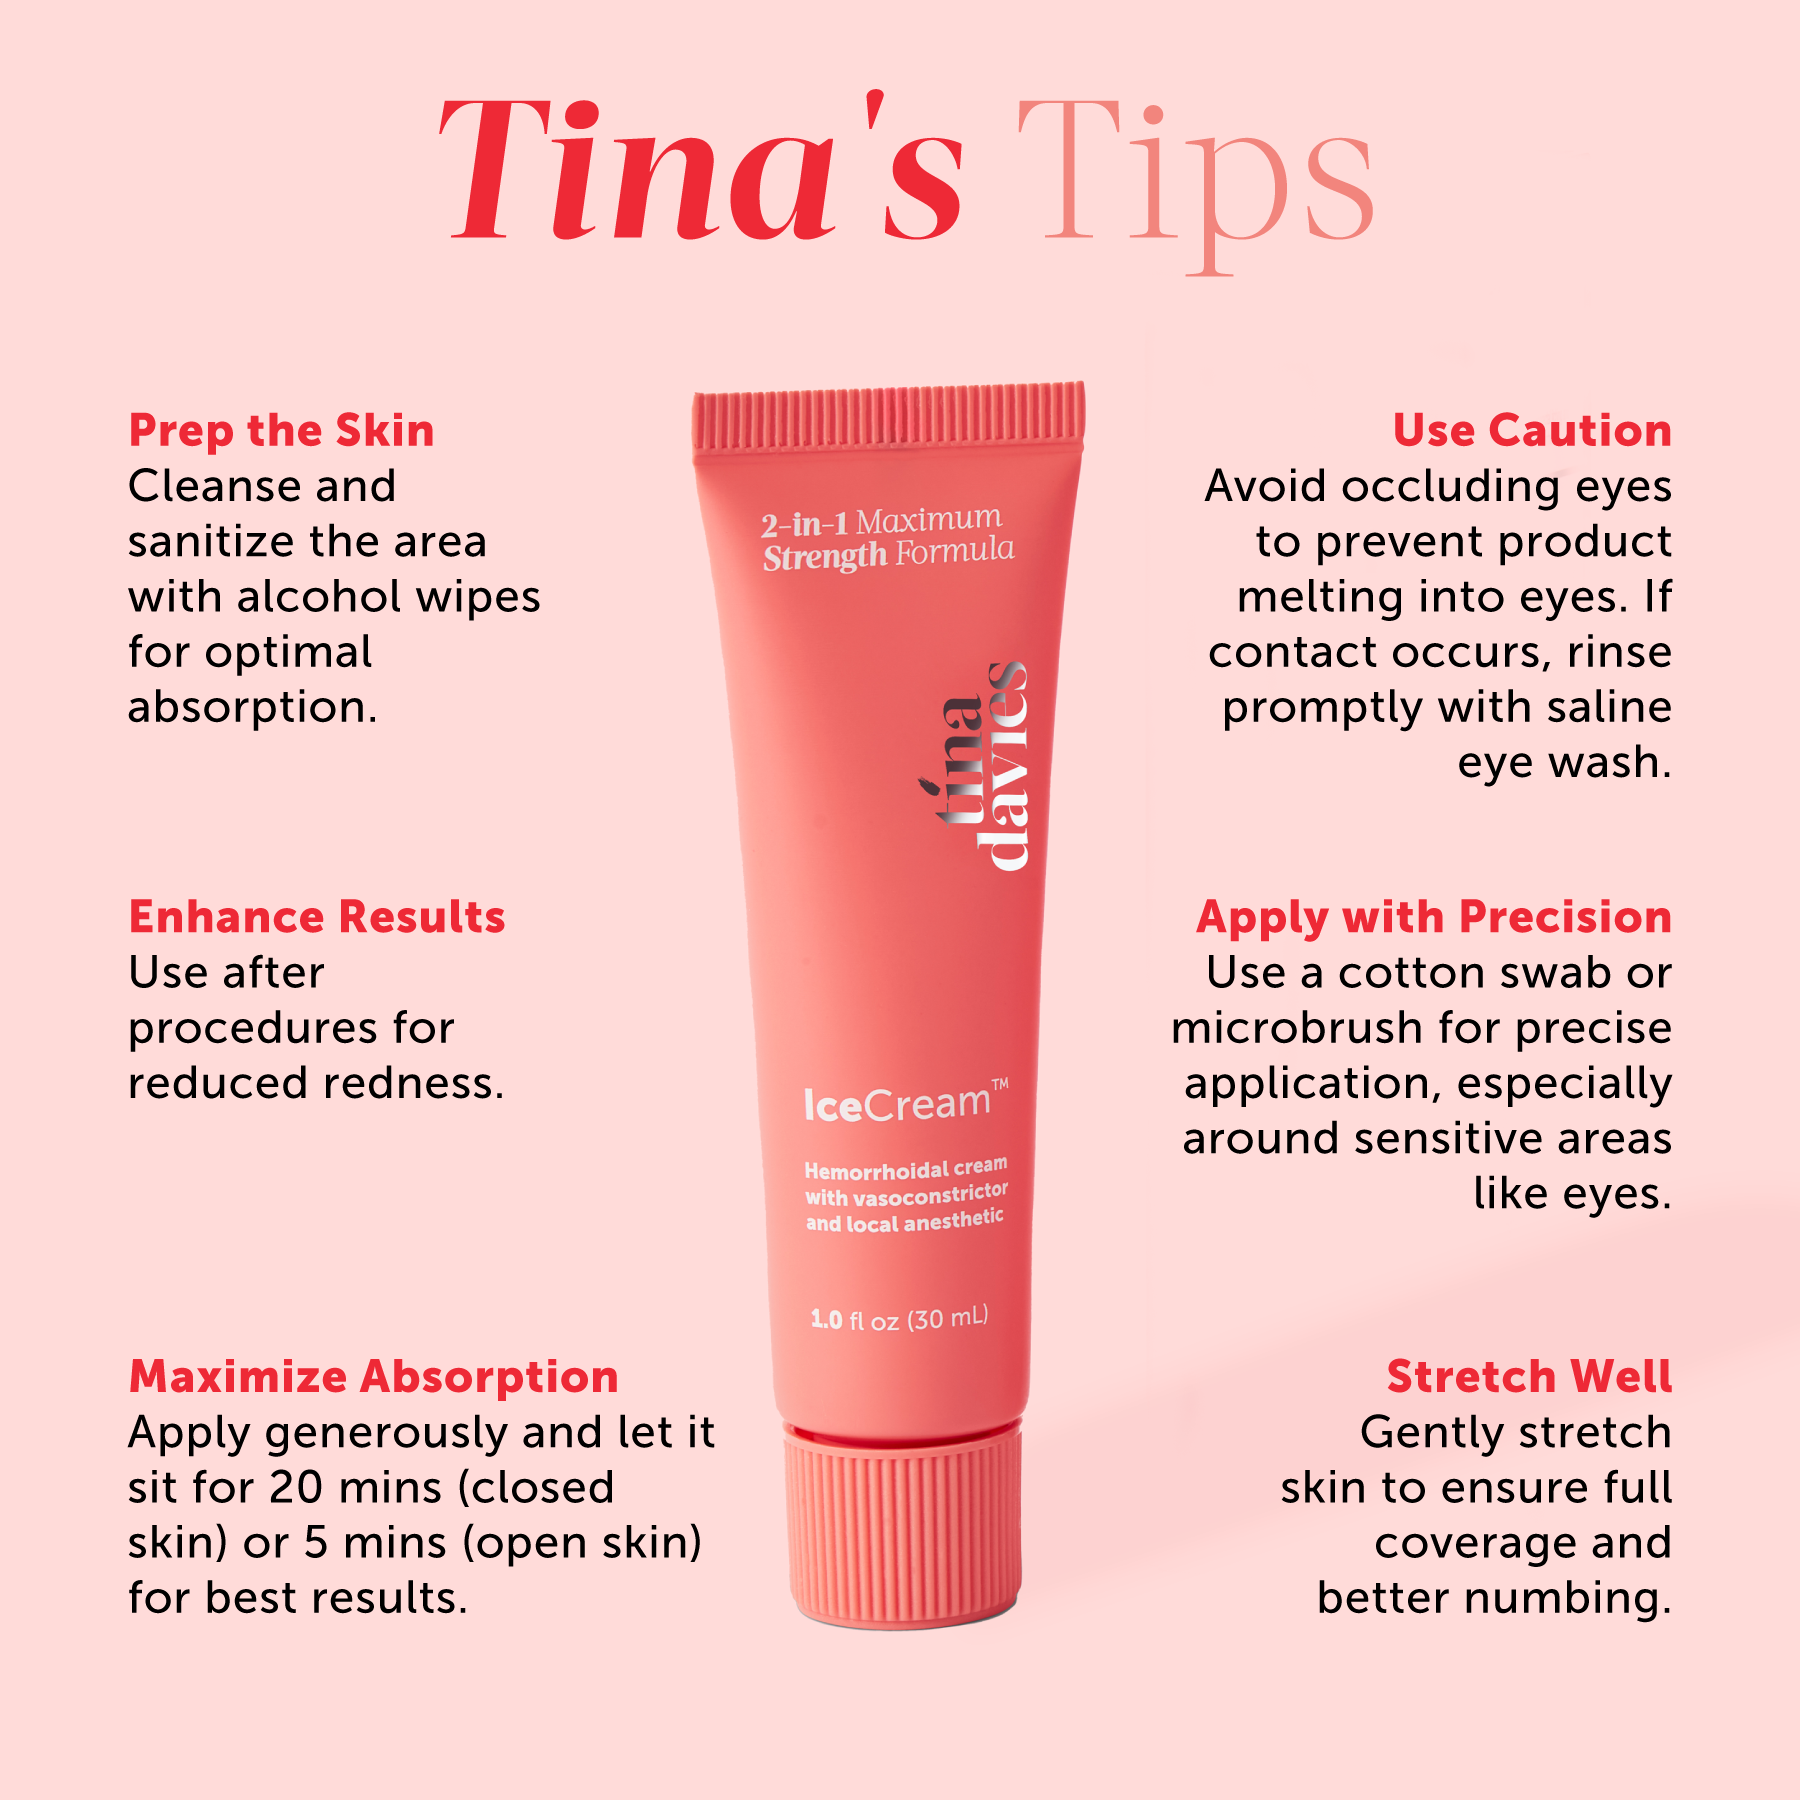 Tina's Tips
Prep the Skin
Cleanse and
sanitize the area
with alcohol wipes
for optimal
absorption.
Enhance Results
Use after
procedures for
reduced redness.
Maximize Absorption
Apply generously and let it
sit for 20 mins (closed
skin) or 5 mins (open skin)
for best results.
2-in-1 Maximum
Strength Formula
tina
davies
IceCream™
Hemorrhoidal cream
with vasoconstrictor
and local anesthetic
1.0 fl oz (30 mL)
Use Caution
Avoid occluding eyes
to prevent product
melting into eyes. If
contact occurs, rinse
promptly with saline
eye wash.
Apply with Precision
Use a cotton swab or
microbrush for precise
application, especially
around sensitive areas
like eyes.
Stretch Well
Gently stretch
skin to ensure full
coverage and
better numbing.